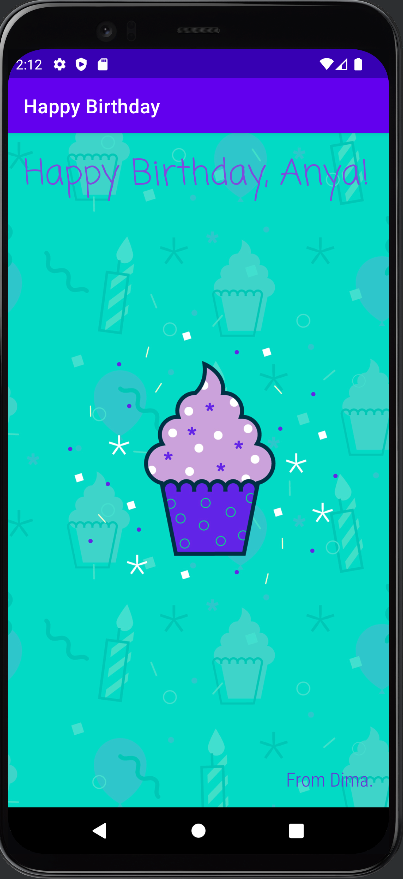 2:12
Happy Birthday
Happy Birthday, Anya!
From Dima.